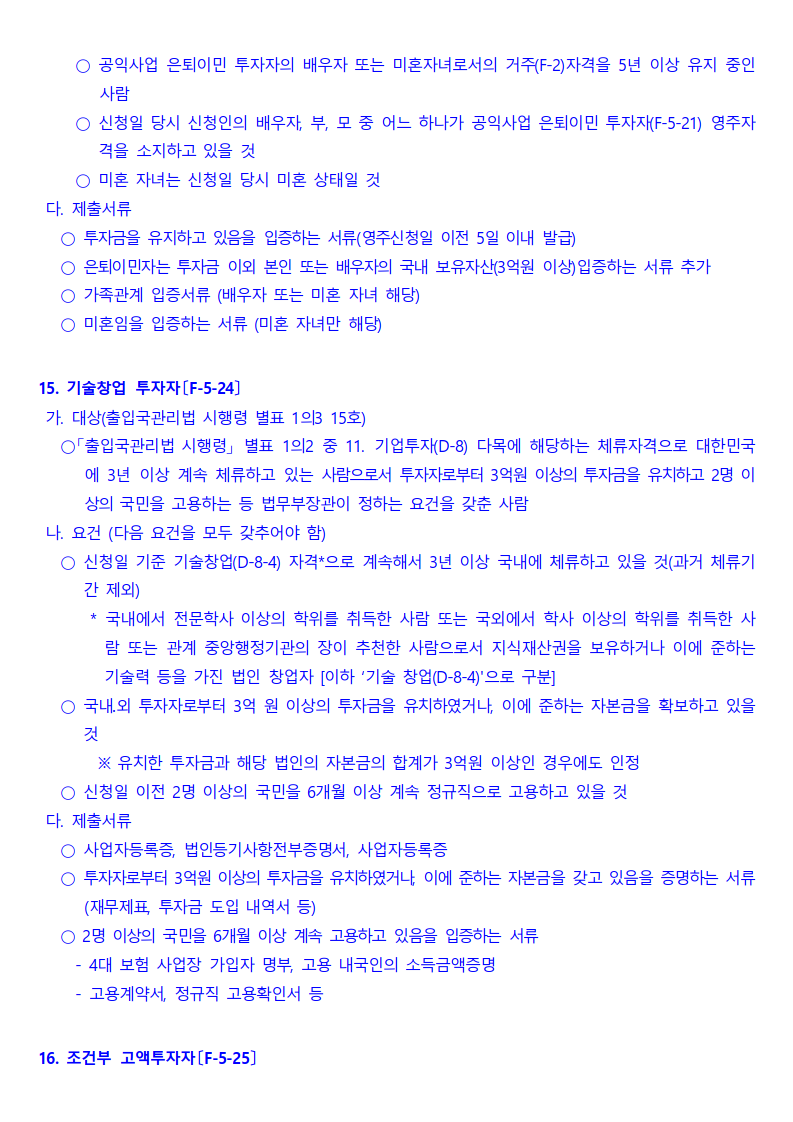 ○ 공익사업 은퇴이민 투자자의 배우자 또는 미혼자녀로서의 거주(F-2)자격을 5년 이상 유지 중인
사람
○ 신청일 당시 신청인의 배우자, 부, 모 중 어느 하나가 공익사업 은퇴이민 투자자(F-5-21) 영주자
격을 소지하고 있을 것
○ 미혼 자녀는 신청일 당시 미혼 상태일 것
다. 제출서류
○ 투자금을 유지하고 있음을 입증하는 서류(영주신청일 이전 5일 이내 발급)
○ 은퇴이민자는 투자금 이외 본인 또는 배우자의 국내 보유자산(3억원 이상)입증하는 서류 추가
○ 가족관계 입증서류 (배우자 또는 미혼 자녀 해당)
○ 미혼임을 입증하는 서류 (미혼 자녀만 해당)
15. 기술창업 투자자〔F-5-24〕
가. 대상(출입국관리법 시행령 별표 1의3 15호)
○「출입국관리법 시행령」 별표 1의2 중 11. 기업투자(D-8) 다목에 해당하는 체류자격으로 대한민국
에 3년 이상 계속 체류하고 있는 사람으로서 투자자로부터 3억원 이상의 투자금을 유치하고 2명 이
상의 국민을 고용하는 등 법무부장관이 정하는 요건을 갖춘 사람
나. 요건 (다음 요건을 모두 갖추어야 함)
○ 신청일 기준 기술창업(D-8-4) 자격*으로 계속해서 3년 이상 국내에 체류하고 있을 것(과거 체류기
간 제외)
* 국내에서 전문학사 이상의 학위를 취득한 사람 또는 국외에서 학사 이상의 학위를 취득한 사
람 또는 관계 중앙행정기관의 장이 추천한 사람으로서 지식재산권을 보유하거나 이에 준하는
기술력 등을 가진 법인 창업자 [이하 ‘기술 창업(D-8-4)'으로 구분]
○ 국내.외 투자자로부터 3억 원 이상의 투자금을 유치하였거나, 이에 준하는 자본금을 확보하고 있을
것
※ 유치한 투자금과 해당 법인의 자본금의 합계가 3억원 이상인 경우에도 인정
○ 신청일 이전 2명 이상의 국민을 6개월 이상 계속 정규직으로 고용하고 있을 것
다. 제출서류
○ 사업자등록증, 법인등기사항전부증명서, 사업자등록증
○ 투자자로부터 3억원 이상의 투자금을 유치하였거나, 이에 준하는 자본금을 갖고 있음을 증명하는 서류
(재무제표, 투자금 도입 내역서 등)
○ 2명 이상의 국민을 6개월 이상 계속 고용하고 있음을 입증하는 서류
- 4대 보험 사업장 가입자 명부, 고용 내국인의 소득금액증명
- 고용계약서, 정규직 고용확인서 등
16. 조건부 고액투자자〔F-5-25〕